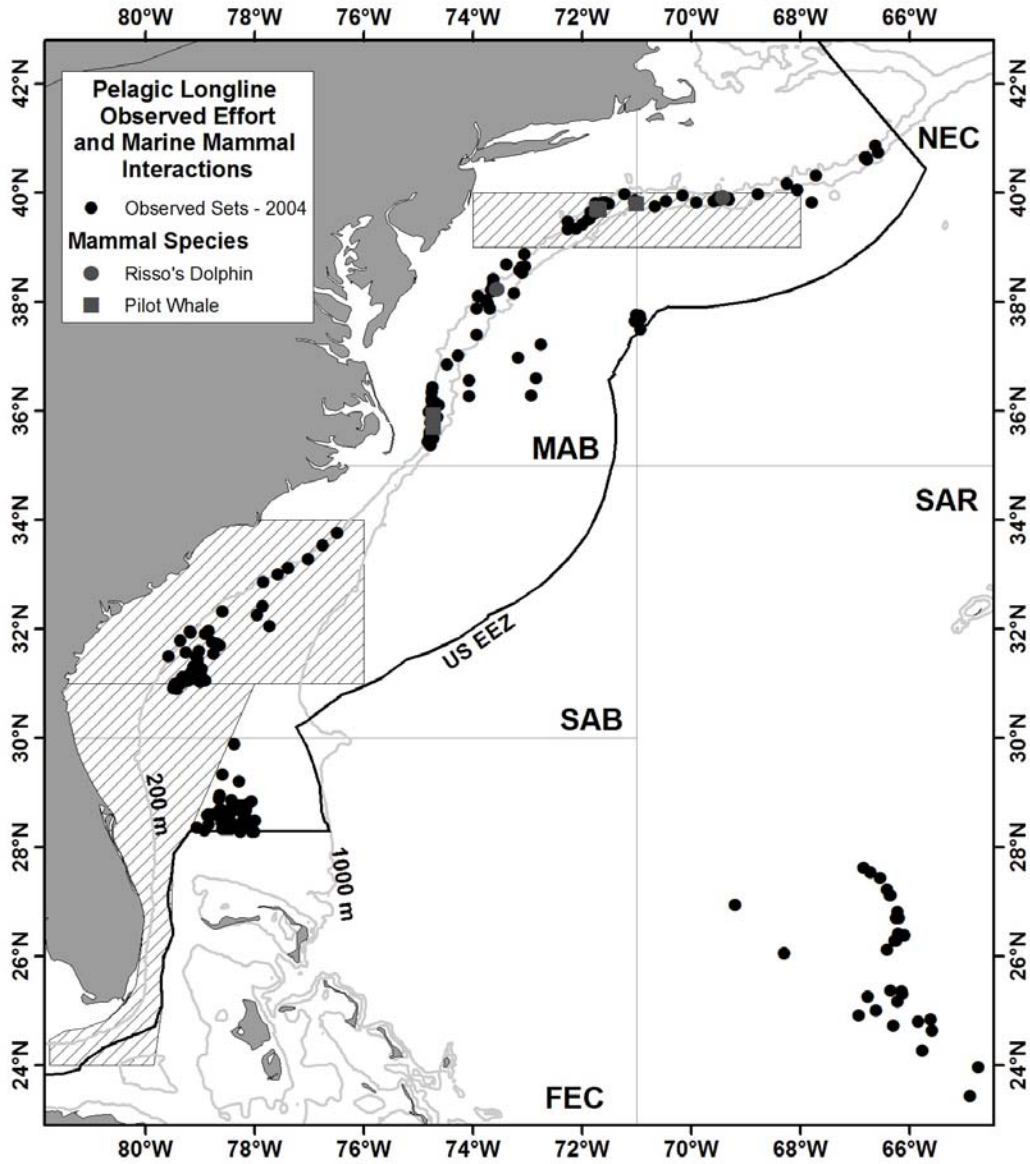 80°W 78°W 76°W 74°W 72°W 70°W 68°W 66°W
Pelagic Longline
Observed Effort
and Marine Mammal
Interactions
Observed Sets - 2004
Mammal Species
Risso's Dolphin
Pilot Whale
42°N
40°N
38°N
36°N
34°N
32°N
30°N
28°N
26°N
24°N
NEC
MAB
SAR
US EEZ
SAB
200 m
1000 m
FEC
42°N
40°N
38°N
36°N
34°N
32°N
30°N
28°N
26°N
24°N
80°W 78°W 76°W 74°W 72°W 70°W 68°W 66°W